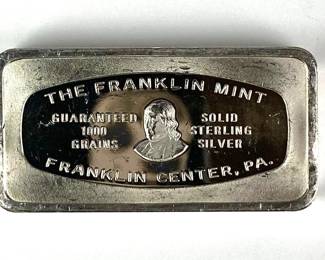 THE FRANKLIN MINT
GUARANTEED
1000
GRAINS
SOLID
STERLING
SILVER
FRANKLIN CENTER, PA.